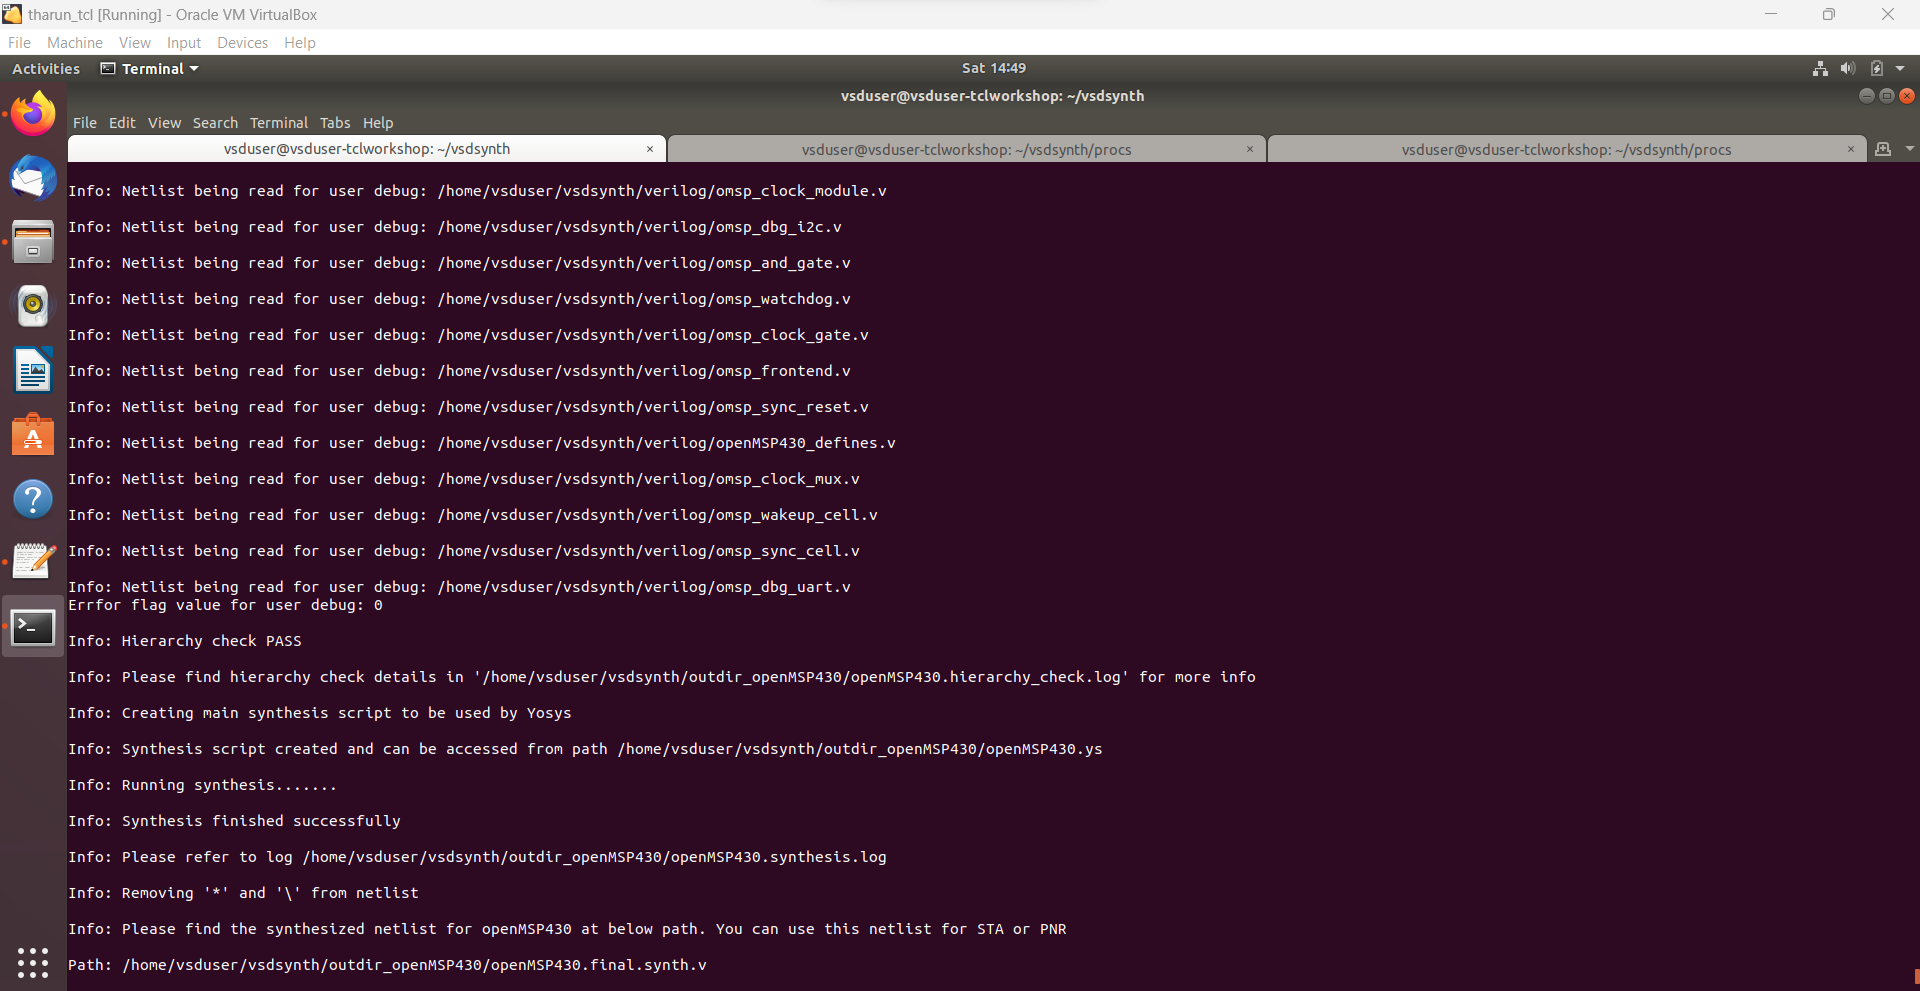 tharun_tcl [Running] - Oracle VM VirtualBox
File Machine View Input Devices Help
Activities Terminal Sat 14:49
vsduser@vsduser-tclworkshop: ~/vsdsynth
File Edit View Search Terminal Tabs Help
vsduser@vsduser-tclworkshop: ~/vsdsynth × vsduser@vsduser-tclworkshop: ~/vsdsynth/procs × vsduser@vsduser-tclworkshop: ~/vsdsynth/procs ×
Info: Netlist being read for user debug: /home/vsduser/vsdsynth/verilog/omsp_clock_module.v
Info: Netlist being read for user debug: /home/vsduser/vsdsynth/verilog/omsp_dbg_i2c.v
Info: Netlist being read for user debug: /home/vsduser/vsdsynth/verilog/omsp_and_gate.v
Info: Netlist being read for user debug: /home/vsduser/vsdsynth/verilog/omsp_watchdog.v
Info: Netlist being read for user debug: /home/vsduser/vsdsynth/verilog/omsp_clock_gate.v
Info: Netlist being read for user debug: /home/vsduser/vsdsynth/verilog/omsp_frontend.v
Info: Netlist being read for user debug: /home/vsduser/vsdsynth/verilog/omsp_sync_reset.v
Info: Netlist being read for user debug: /home/vsduser/vsdsynth/verilog/openMSP430_defines.v
Info: Netlist being read for user debug: /home/vsduser/vsdsynth/verilog/omsp_clock_mux.v
Info: Netlist being read for user debug: /home/vsduser/vsdsynth/verilog/omsp_wakeup_cell.v
Info: Netlist being read for user debug: /home/vsduser/vsdsynth/verilog/omsp_sync_cell.v
Info: Netlist being read for user debug: /home/vsduser/vsdsynth/verilog/omsp_dbg_uart.v
Errfor flag value for user debug: 0
Info: Hierarchy check PASS
Info: Please find hierarchy check details in '/home/vsduser/vsdsynth/outdir_openMSP430/openMSP430.hierarchy_check.log' for more info
Info: Creating main synthesis script to be used by Yosys
Info: Synthesis script created and can be accessed from path /home/vsduser/vsdsynth/outdir_openMSP430/openMSP430.ys
Info: Running synthesis.......
Info: Synthesis finished successfully
Info: Please refer to log /home/vsduser/vsdsynth/outdir_openMSP430/openMSP430.synthesis.log
Info: Removing '*' and '\' from netlist
Info: Please find the synthesized netlist for openMSP430 at below path. You can use this netlist for STA or PNR
Path: /home/vsduser/vsdsynth/outdir_openMSP430/openMSP430.final.synth.v